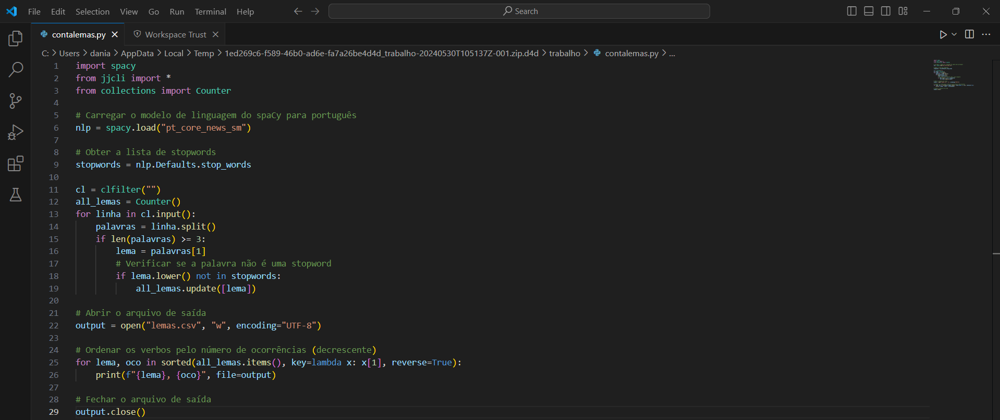 File Edit Selection View Go Run Terminal Help Search
contalemas.py Workspace Trust
C: > Users > dania > AppData > Local > Temp > 1ed269c6-f589-46b0-ad6e-fa7a26be4d4d_trabalho-20240530T105137Z-001.zip.d4d > trabalho > contalemas.py > ...
1 import spacy
2 from jjcli import *
3 from collections import Counter
4
5 # Carregar o modelo de linguagem do spaCy para português
6 nlp = spacy.load("pt_core_news_sm")
7
8 # Obter a lista de stopwords
9 stopwords = nlp.Defaults.stop_words
10
11 cl = clfilter("")
12 all_lemas = Counter()
13 for linha in cl.input():
14 palavras = linha.split()
15 if len(palavras) >= 3:
16 lema = palavras[1]
17 # Verificar se a palavra não é uma stopword
18 if lema.lower() not in stopwords:
19 all_lemas.update([lema])
20
21 # Abrir o arquivo de saída
22 output = open("lemas.csv", "w", encoding="UTF-8")
23
24 # Ordenar os verbos pelo número de ocorrências (decrescente)
25 for lema, oco in sorted(all_lemas.items(), key=lambda x: x[1], reverse=True):
26 print(f"{lema}, {oco}", file=output)
27
28 # Fechar o arquivo de saída
29 output.close()